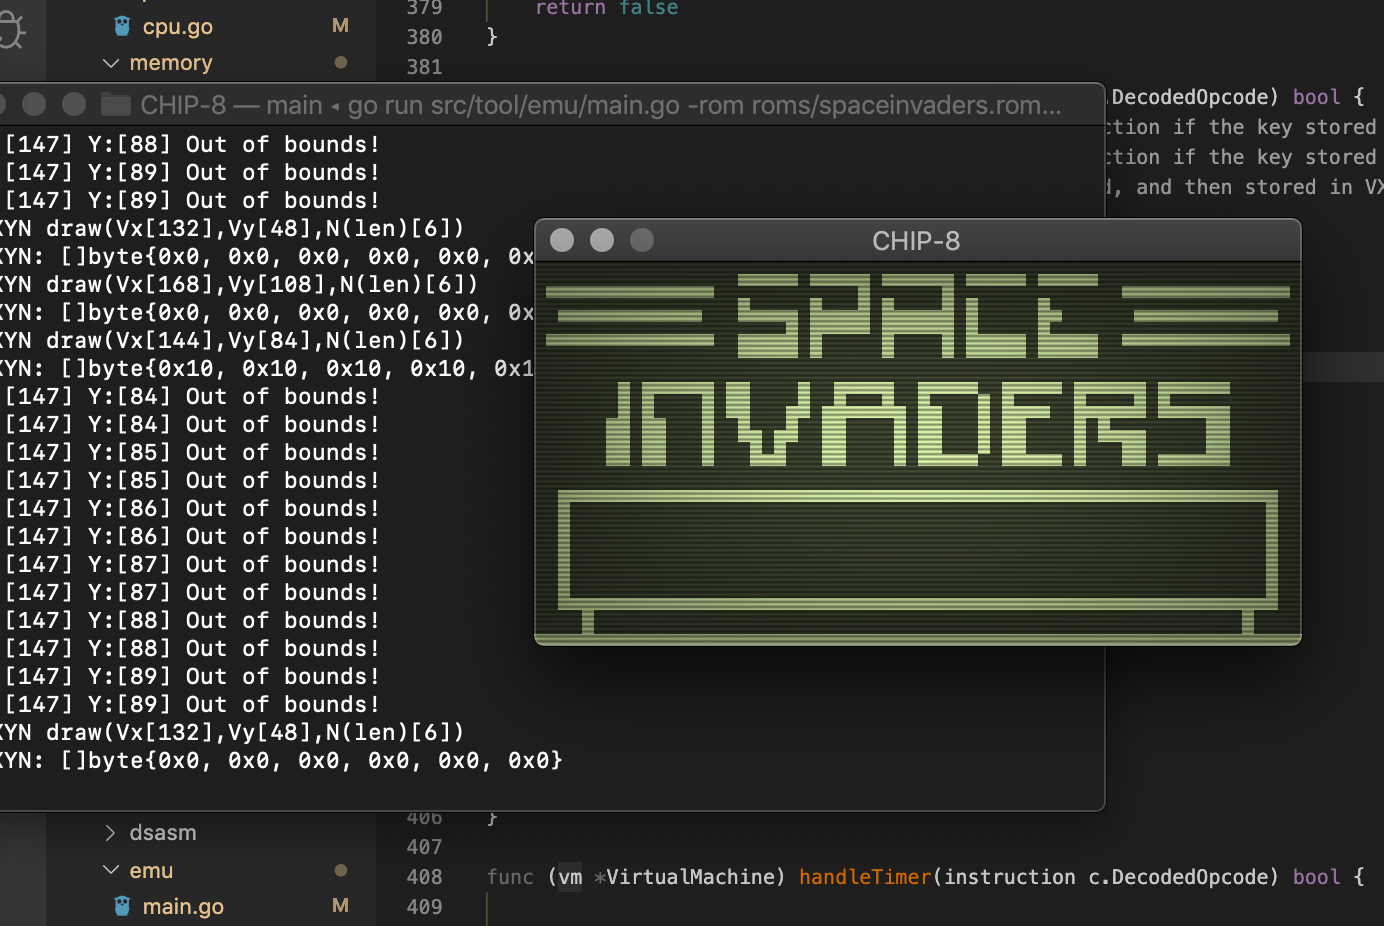 cpu.go M
memory
379 return false
380 }
381
CHIP-8 — main ◂ go run src/tool/emu/main.go -rom roms/spaceinvaders.rom...
.DecodedOpcode) bool {
ction if the key stored
ction if the key stored
, and then stored in VX
[147] Y:[88] Out of bounds!
[147] Y:[89] Out of bounds!
[147] Y:[89] Out of bounds!
XYN draw(Vx[132],Vy[48],N(len)[6])
XYN: []byte{0x0, 0x0, 0x0, 0x0, 0x0, 0x
XYN draw(Vx[168],Vy[108],N(len)[6])
XYN: []byte{0x0, 0x0, 0x0, 0x0, 0x0, 0x
XYN draw(Vx[144],Vy[84],N(len)[6])
XYN: []byte{0x10, 0x10, 0x10, 0x10, 0x1
[147] Y:[84] Out of bounds!
[147] Y:[84] Out of bounds!
[147] Y:[85] Out of bounds!
[147] Y:[85] Out of bounds!
[147] Y:[86] Out of bounds!
[147] Y:[86] Out of bounds!
[147] Y:[87] Out of bounds!
[147] Y:[87] Out of bounds!
[147] Y:[88] Out of bounds!
[147] Y:[88] Out of bounds!
[147] Y:[89] Out of bounds!
[147] Y:[89] Out of bounds!
XYN draw(Vx[132],Vy[48],N(len)[6])
XYN: []byte{0x0, 0x0, 0x0, 0x0, 0x0, 0x0}
CHIP-8
SPACE
INVADERS
406 }
dsasm
407
emu
408 func (vm *VirtualMachine) handleTimer(instruction c.DecodedOpcode) bool {
main.go M
409